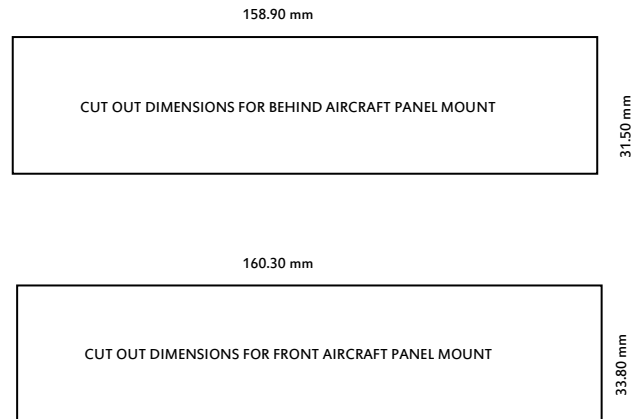 158.90 mm
CUT OUT DIMENSIONS FOR BEHIND AIRCRAFT PANEL MOUNT
31.50 mm
160.30 mm
CUT OUT DIMENSIONS FOR FRONT AIRCRAFT PANEL MOUNT
33.80 mm